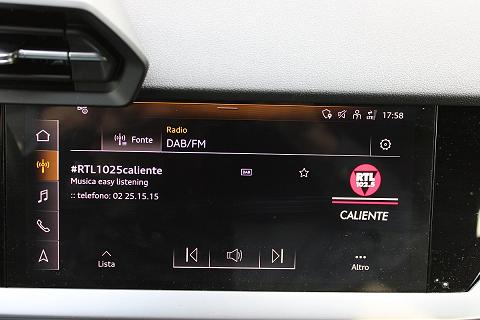 17:58
Fonte
Radio
DAB/FM
#RTL1025caliente
DAB
Musica easy listening
:: telefono: 02 25.15.15
RTL
102.5
CALIENTE
Lista
Altro